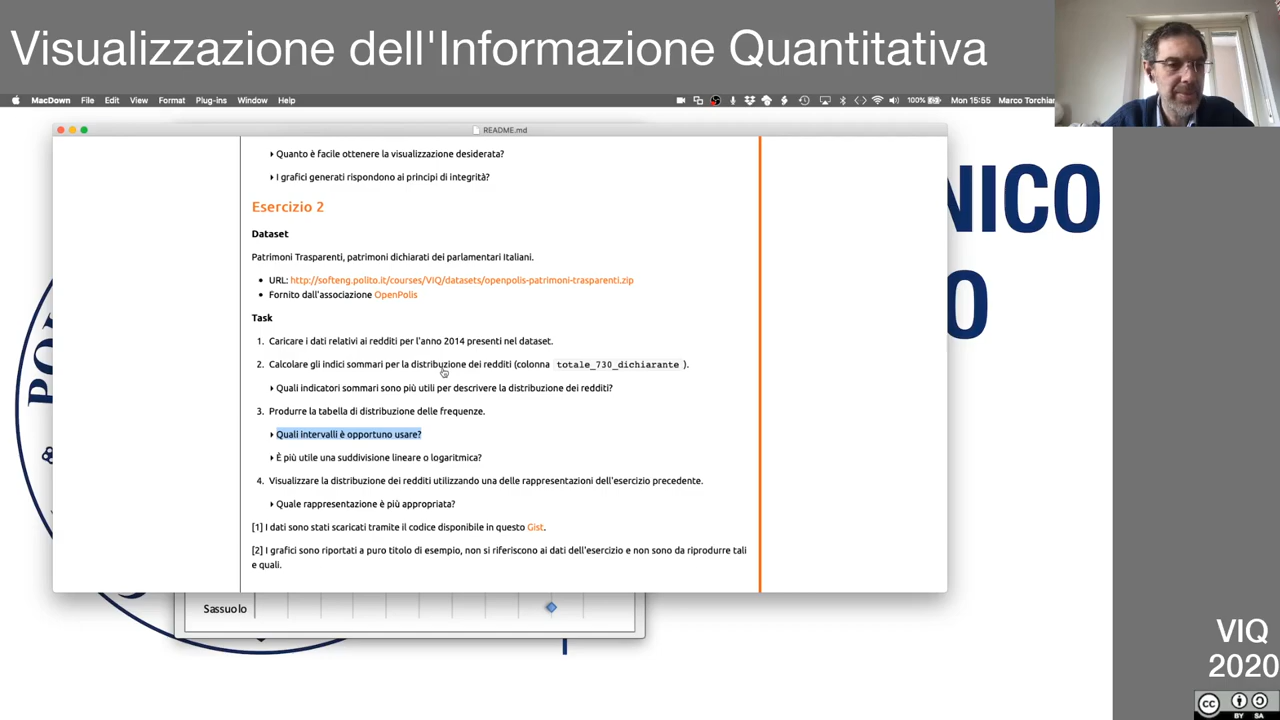 Visualizzazione dell'Informazione Quantitativa
MacDown File Edit View Format Plug-ins Window Help 100% Mon 15:55 Marco Torchian
README.md
Quanto è facile ottenere la visualizzazione desiderata?
I grafici generati rispondono ai principi di integrità?
Esercizio 2
Dataset
Patrimoni Trasparenti, patrimoni dichiarati dei parlamentari Italiani.
• URL: http://softeng.polito.it/courses/VIQ/datasets/openpolis-patrimoni-trasparenti.zip
• Fornito dall'associazione OpenPolis
Task
1. Caricare i dati relativi ai redditi per l'anno 2014 presenti nel dataset.
2. Calcolare gli indici sommari per la distribuzione dei redditi (colonna totale_730_dichiarante ).
Quali indicatori sommari sono più utili per descrivere la distribuzione dei redditi?
3. Produrre la tabella di distribuzione delle frequenze.
Quali intervalli è opportuno usare?
È più utile una suddivisione lineare o logaritmica?
4. Visualizzare la distribuzione dei redditi utilizzando una delle rappresentazioni dell'esercizio precedente.
Quale rappresentazione è più appropriata?
[1] I dati sono stati scaricati tramite il codice disponibile in questo Gist.
[2] I grafici sono riportati a puro titolo di esempio, non si riferiscono ai dati dell'esercizio e non sono da riprodurre tali
e quali.
Sassuolo
NICO
O
PO
VIQ
2020
CC BY SA